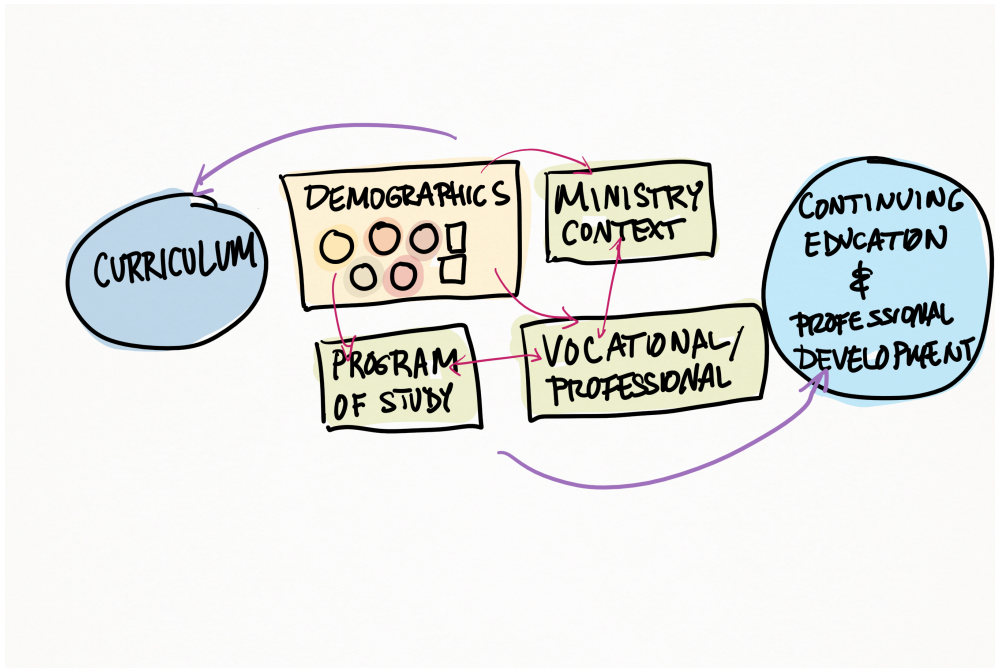 CURRICULUM
DEMOGRAPHICS
MINISTRY
CONTEXT
PROGRAM
OF STUDY
VOCATIONAL/
PROFESSIONAL
CONTINUING
EDUCATION
&
PROFESSIONAL
DEVELOPMENT